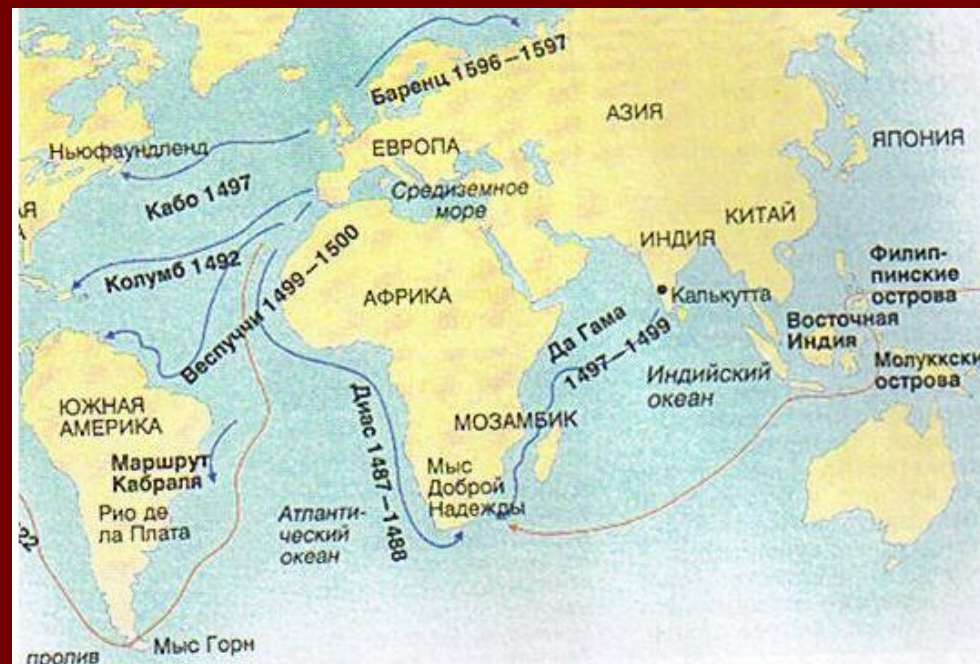 Баренц 1596–1597
АЗИЯ
ЯПОНИЯ
Ньюфаундленд
ЕВРОПА
Кабо 1497
Средиземное
море
КИТАЙ
ИНДИЯ
Колумб 1492
Веспуччи 1499–1500
АФРИКА
Калькутта
Филип-
пинские
острова
Восточная
Индия
Да Гама
1497–1499
Индийский
океан
Молуккски
острова
ЮЖНАЯ
АМЕРИКА
Диас 1487–1488
МОЗАМБИК
Маршрут
Кабраля
Мыс
Доброй
Надежды
Рио де
ла Плата
Атланти-
ческий
океан
Мыс Горн
пролив